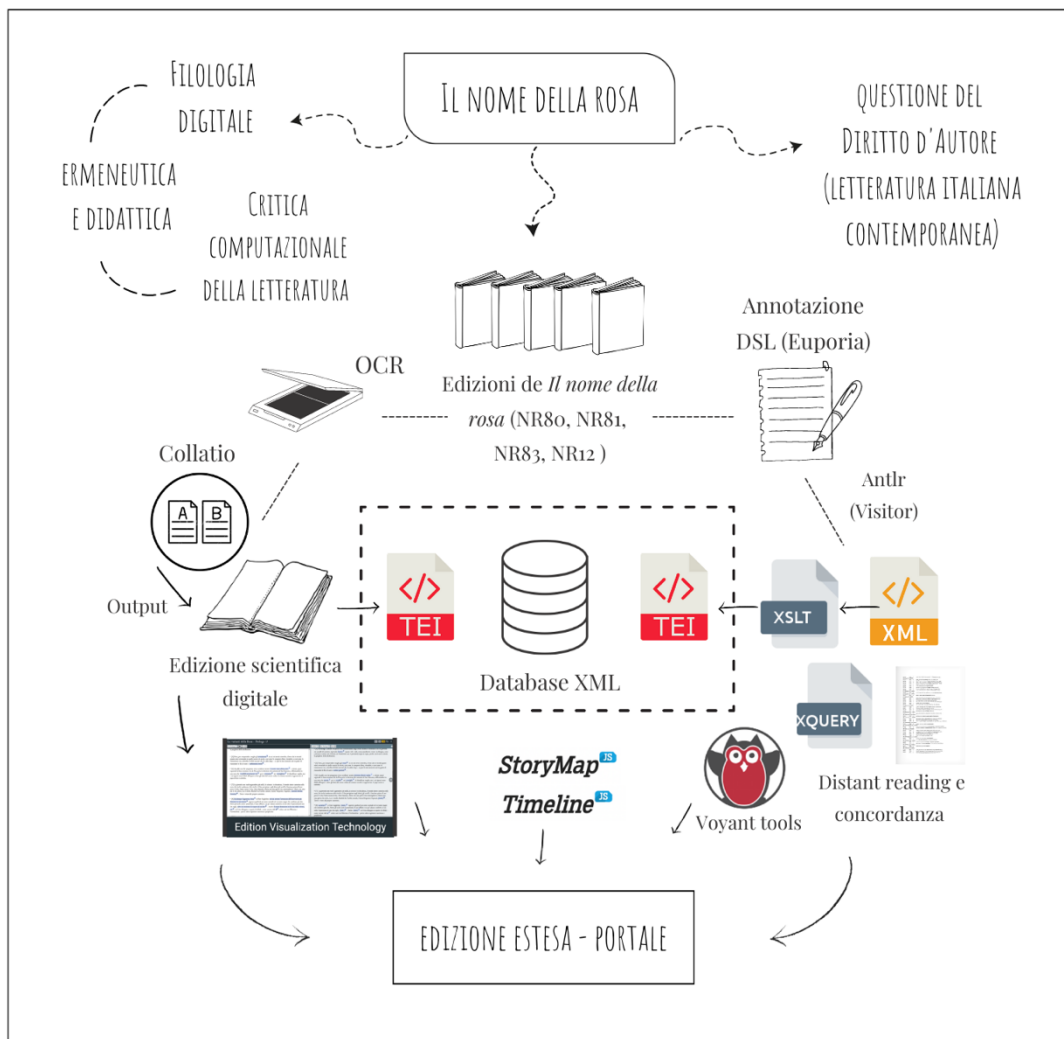 IL NOME DELLA ROSA
FILOLOGIA
DIGITALE
ERMENEUTICA
E DIDATTICA
CRITICA
COMPUTAZIONALE
DELLA LETTERATURA
QUESTIONE DEL
DIRITTO D'AUTORE
(LETTERATURA ITALIANA
CONTEMPORANEA)
OCR
Edizioni de Il nome della
rosa (NR80, NR81,
NR83, NR12 )
Annotazione
DSL (Euporia)
Collatio
A B
Antlr
(Visitor)
Output
Edizione scientifica
digitale
</>
TEI
Database XML
</>
TEI
XSLT
</>
XML
XQUERY
Distant reading e
concordanza
Edition Visualization Technology
StoryMap JS
Timeline JS
Voyant tools
EDIZIONE ESTESA - PORTALE